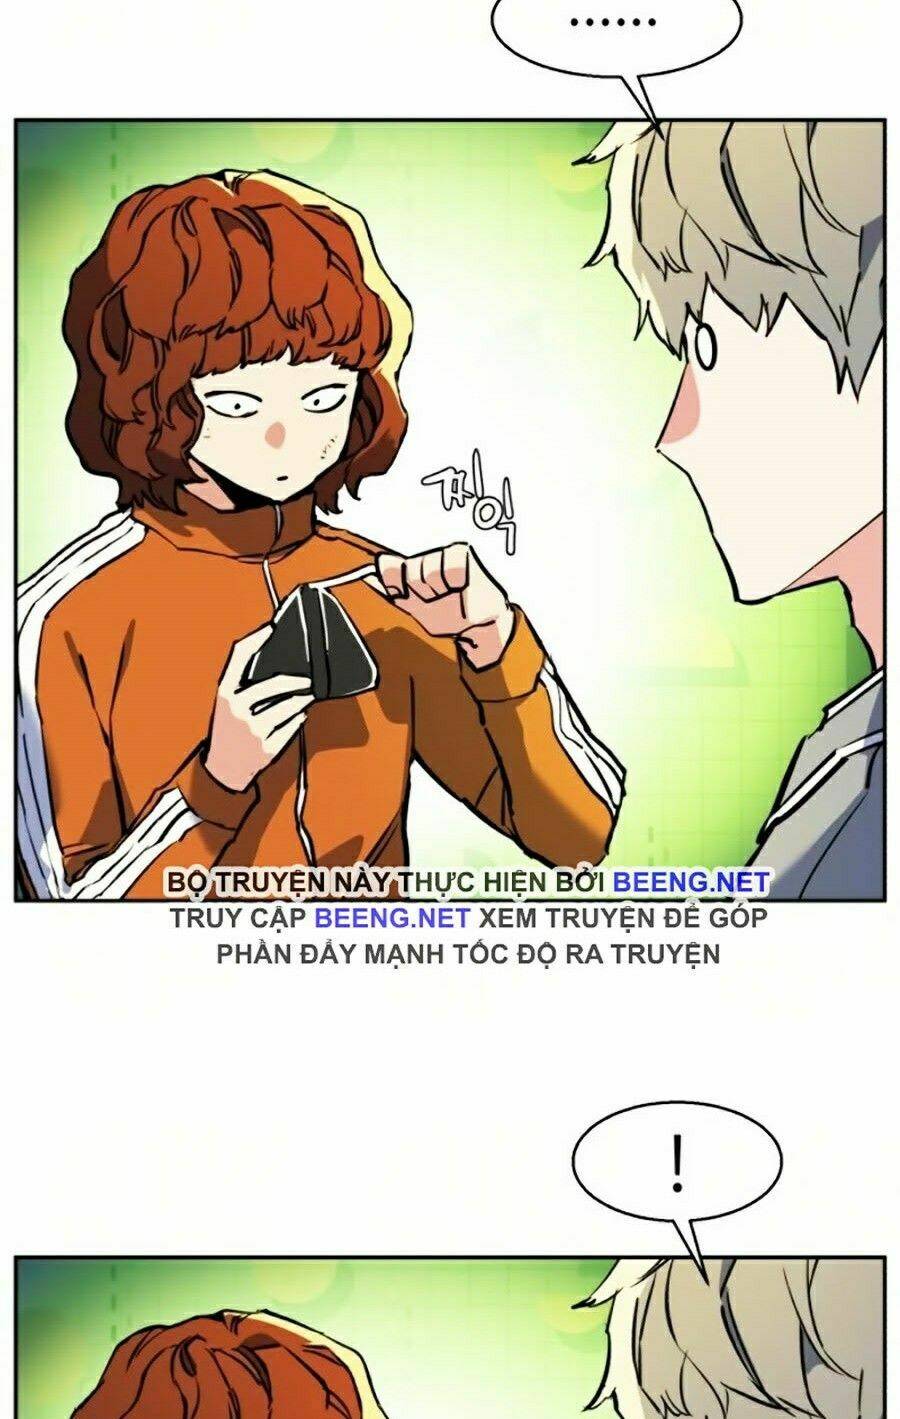 ......
찌익
BỘ TRUYỆN NÀY THỰC HIỆN BỞI BEENG.NET
TRUY CẬP BEENG.NET XEM TRUYỆN ĐỂ GÓP
PHẦN ĐẨY MẠNH TỐC ĐỘ RA TRUYỆN
!